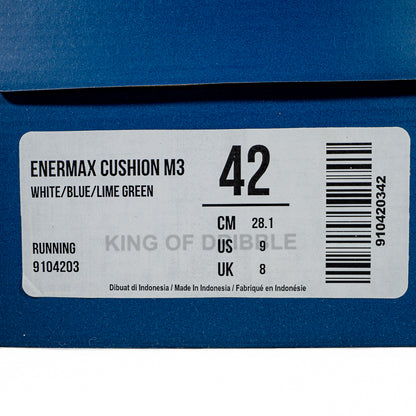 ENERMAX CUSHION M3
WHITE/BLUE/LIME GREEN
42
CM 28.1
US 9
UK 8
KING OF DRIBBLE
RUNNING
9104203
910420342
Dibuat di Indonesia / Made In Indonesia / Fabriqué en Indonésie